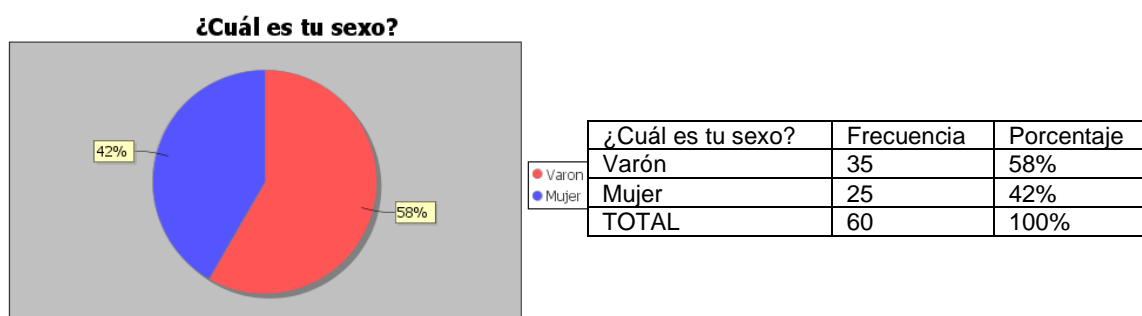 ¿Cuál es tu sexo?
42%
58%
Varon
Mujer
¿Cuál es tu sexo? Frecuencia Porcentaje
Varón 35 58%
Mujer 25 42%
TOTAL 60 100%